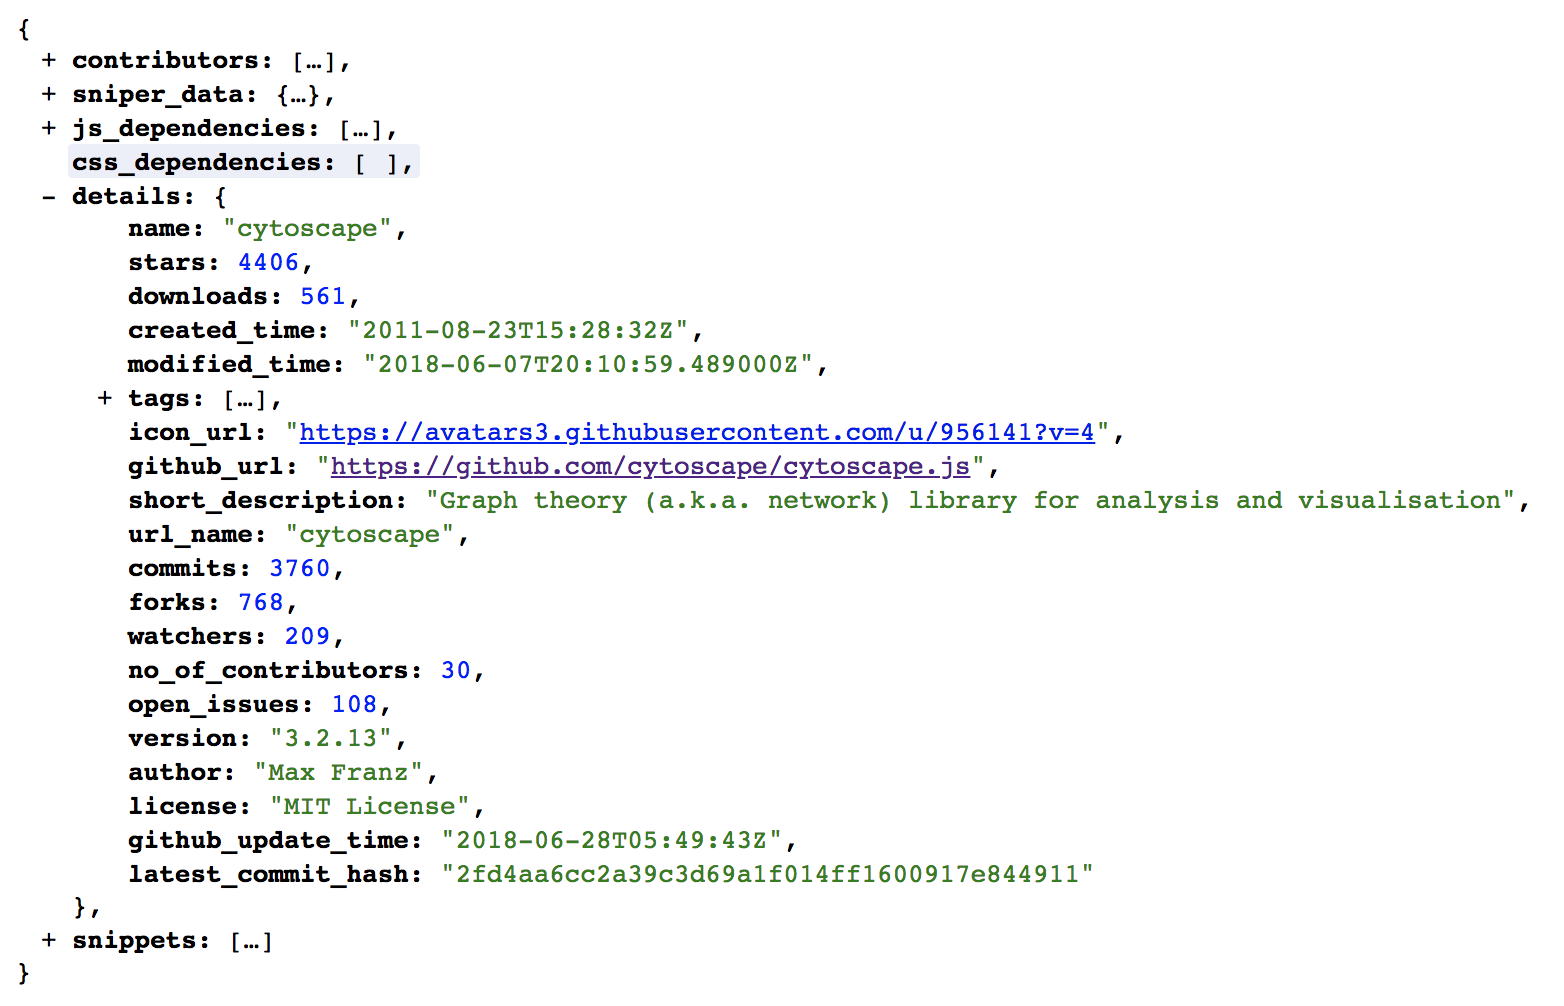 {
+ contributors: […],
+ sniper_data: {…},
+ js_dependencies: […],
css_dependencies: [ ],
- details: {
name: "cytoscape",
stars: 4406,
downloads: 561,
created_time: "2011-08-23T15:28:32Z",
modified_time: "2018-06-07T20:10:59.489000Z",
+ tags: […],
icon_url: "https://avatars3.githubusercontent.com/u/956141?v=4",
github_url: "https://github.com/cytoscape/cytoscape.js",
short_description: "Graph theory (a.k.a. network) library for analysis and visualisation",
url_name: "cytoscape",
commits: 3760,
forks: 768,
watchers: 209,
no_of_contributors: 30,
open_issues: 108,
version: "3.2.13",
author: "Max Franz",
license: "MIT License",
github_update_time: "2018-06-28T05:49:43Z",
latest_commit_hash: "2fd4aa6cc2a39c3d69a1f014ff1600917e844911"
},
+ snippets: […]
}